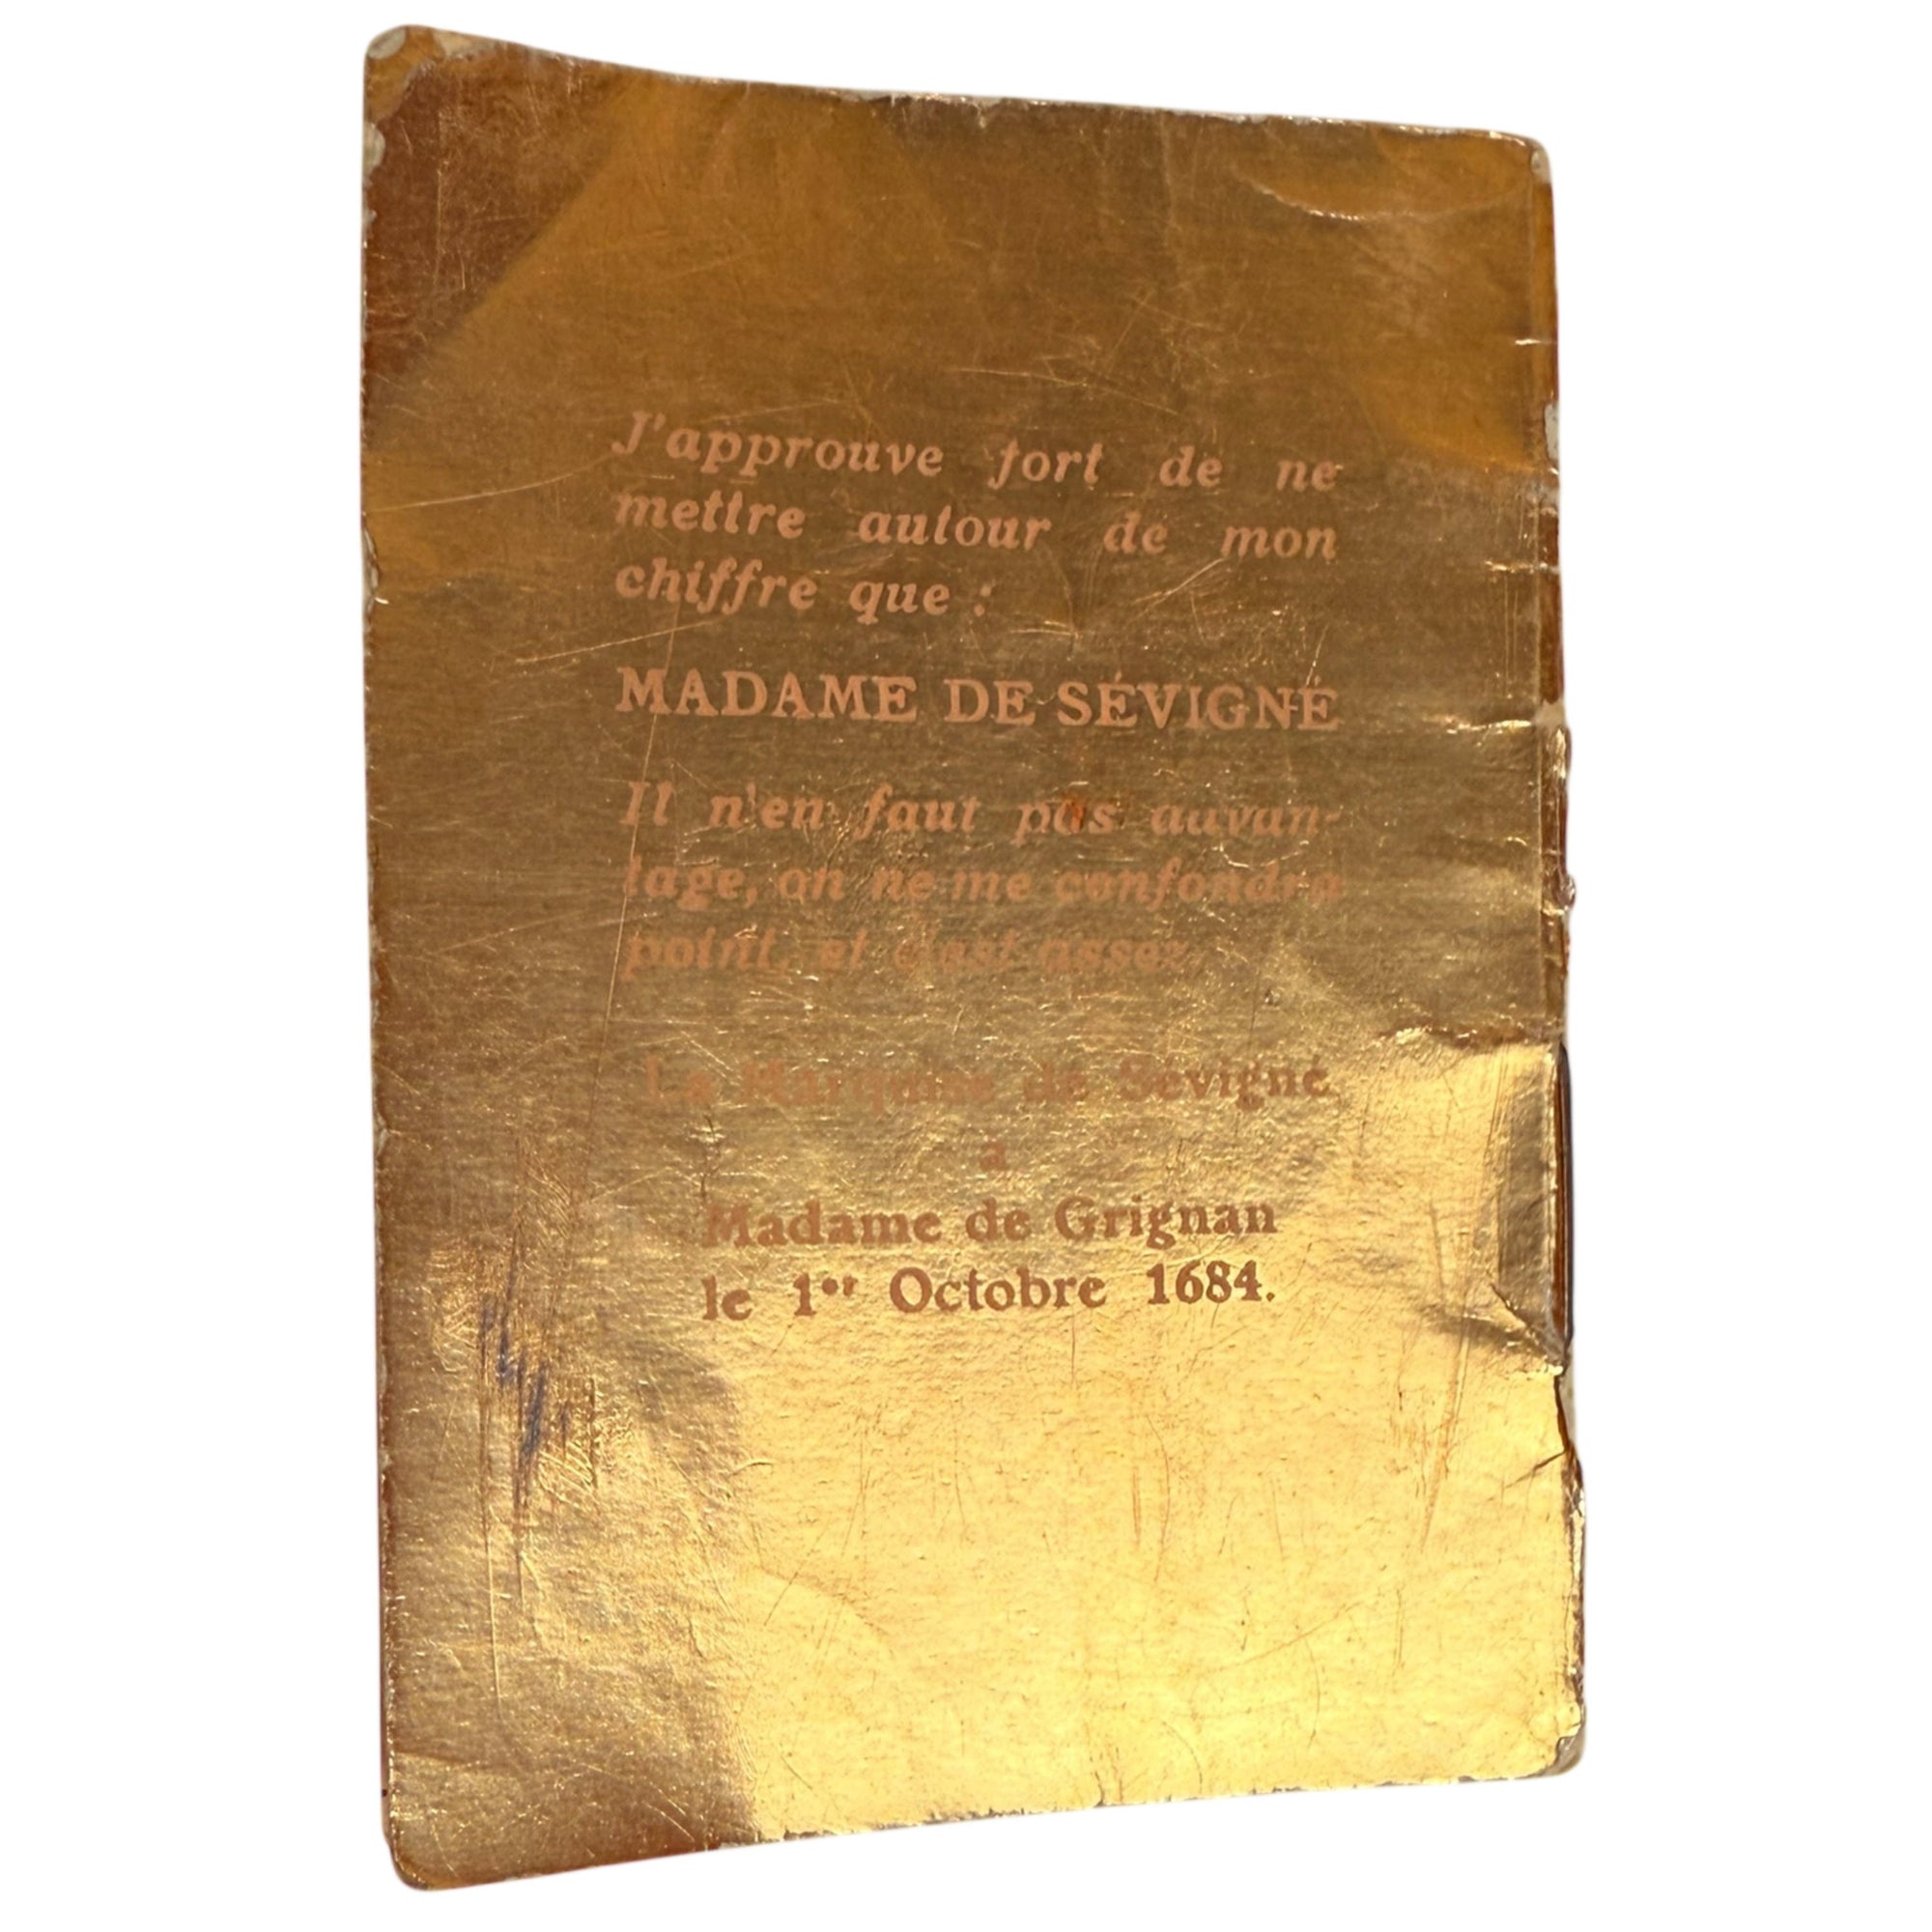 J'approuve fort de ne
mettre autour de mon
chiffre que :
MADAME DE SÉVIGNÉ
Il n'en faut pas davan-
tage, on ne me confondra
point, et c'est assez
La Marquise de Sévigné
à
Madame de Grignan
le 1er Octobre 1684.